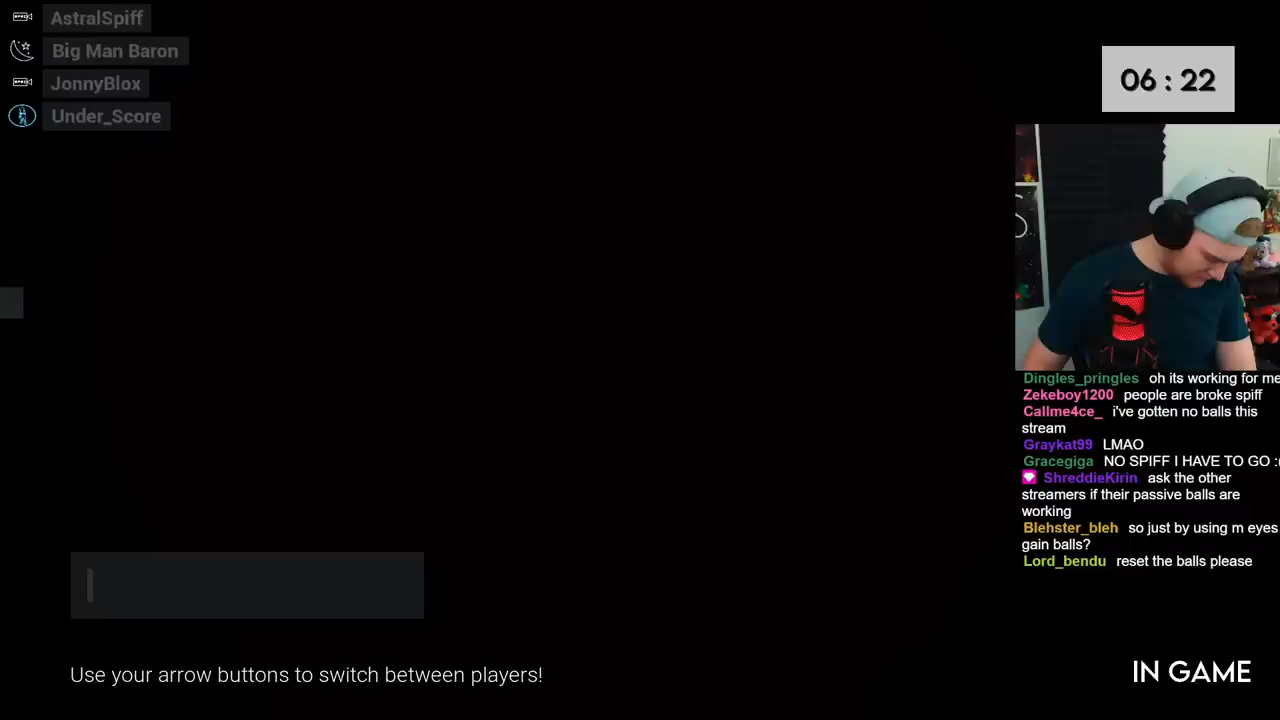 AstralSpiff
Big Man Baron
JonnyBlox
Under_Score
06 : 22
Dingles_pringles oh its working for me
Zekeboy1200 people are broke spiff
Callme4ce_ i've gotten no balls this
stream
Graykat99 LMAO
Gracegiga NO SPIFF I HAVE TO GO :(
ShreddieKirin ask the other
streamers if their passive balls are
working
Blehster_bleh so just by using m eyes
gain balls?
Lord_bendu reset the balls please
Use your arrow buttons to switch between players!
IN GAME